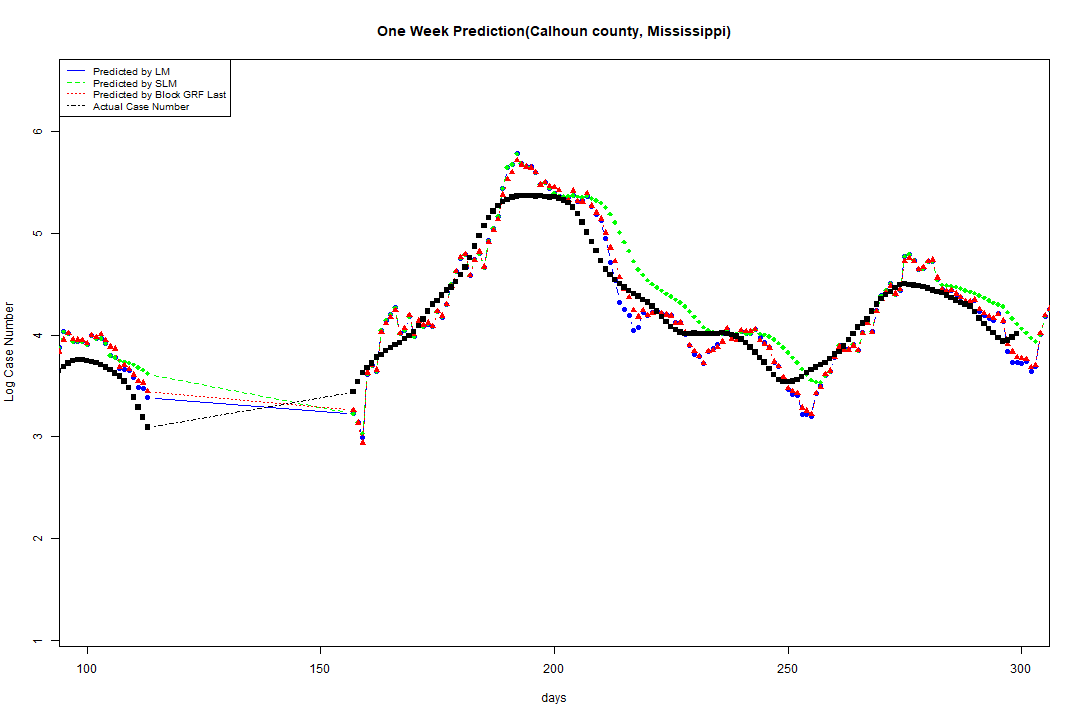 One Week Prediction(Calhoun county, Mississippi)
Predicted by LM
Predicted by SLM
Predicted by Block GRF Last
Actual Case Number
Log Case Number
6
5
4
3
2
1
100 150 200 250 300
days